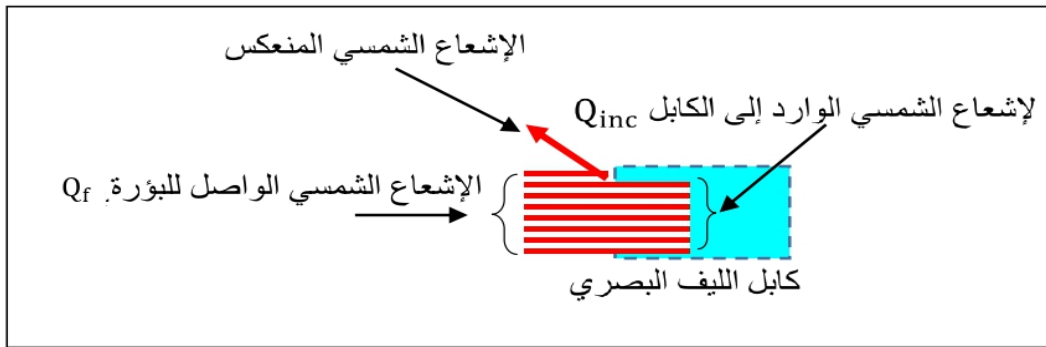 الإشعاع الشمسي المنعكس
لإشعاع الشمسي الوارد إلى الكابل Qinc
الإشعاع الشمسي الواصل للبؤرة. Qf
كابل الليف البصري